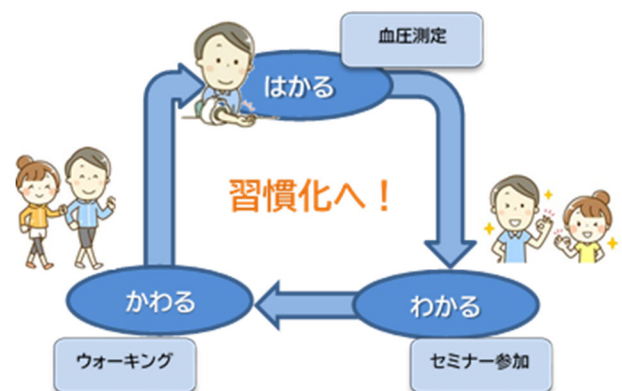 血圧測定
はかる
習慣化へ！
かわる
わかる
ウォーキング
セミナー参加